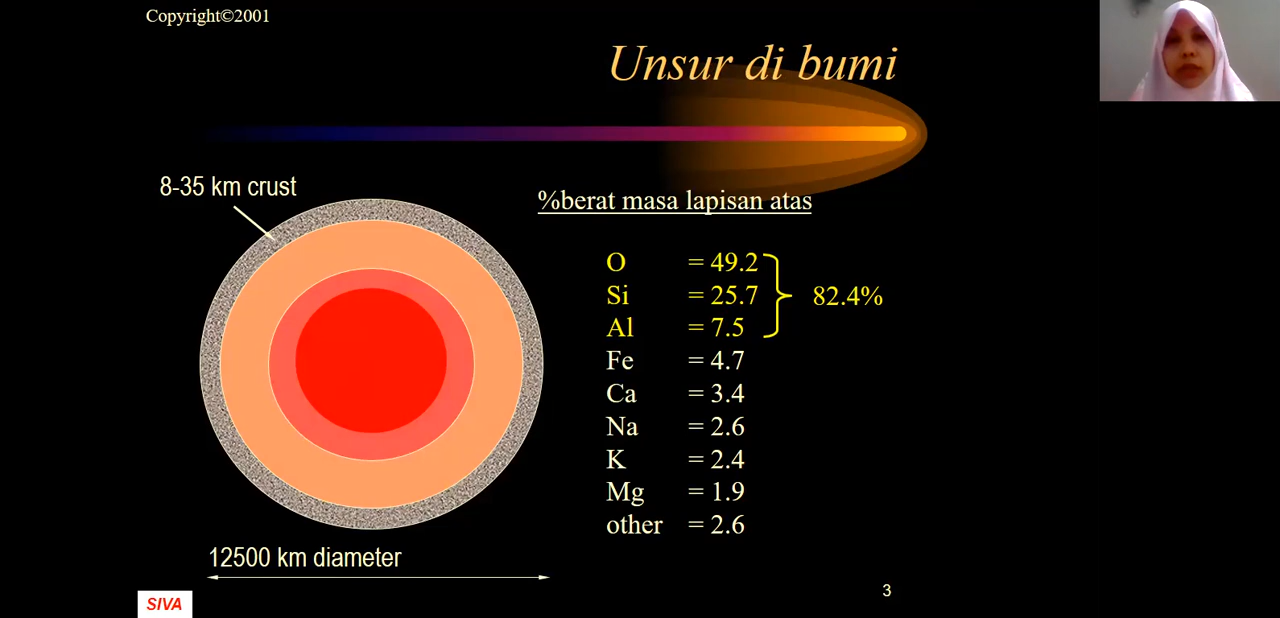 Copyright©2001
Unsur di bumi
8-35 km crust
%berat masa lapisan atas
O = 49.2
Si = 25.7
82.4%
Al = 7.5
Fe = 4.7
Ca = 3.4
Na = 2.6
K = 2.4
Mg = 1.9
other = 2.6
12500 km diameter
SIVA
3